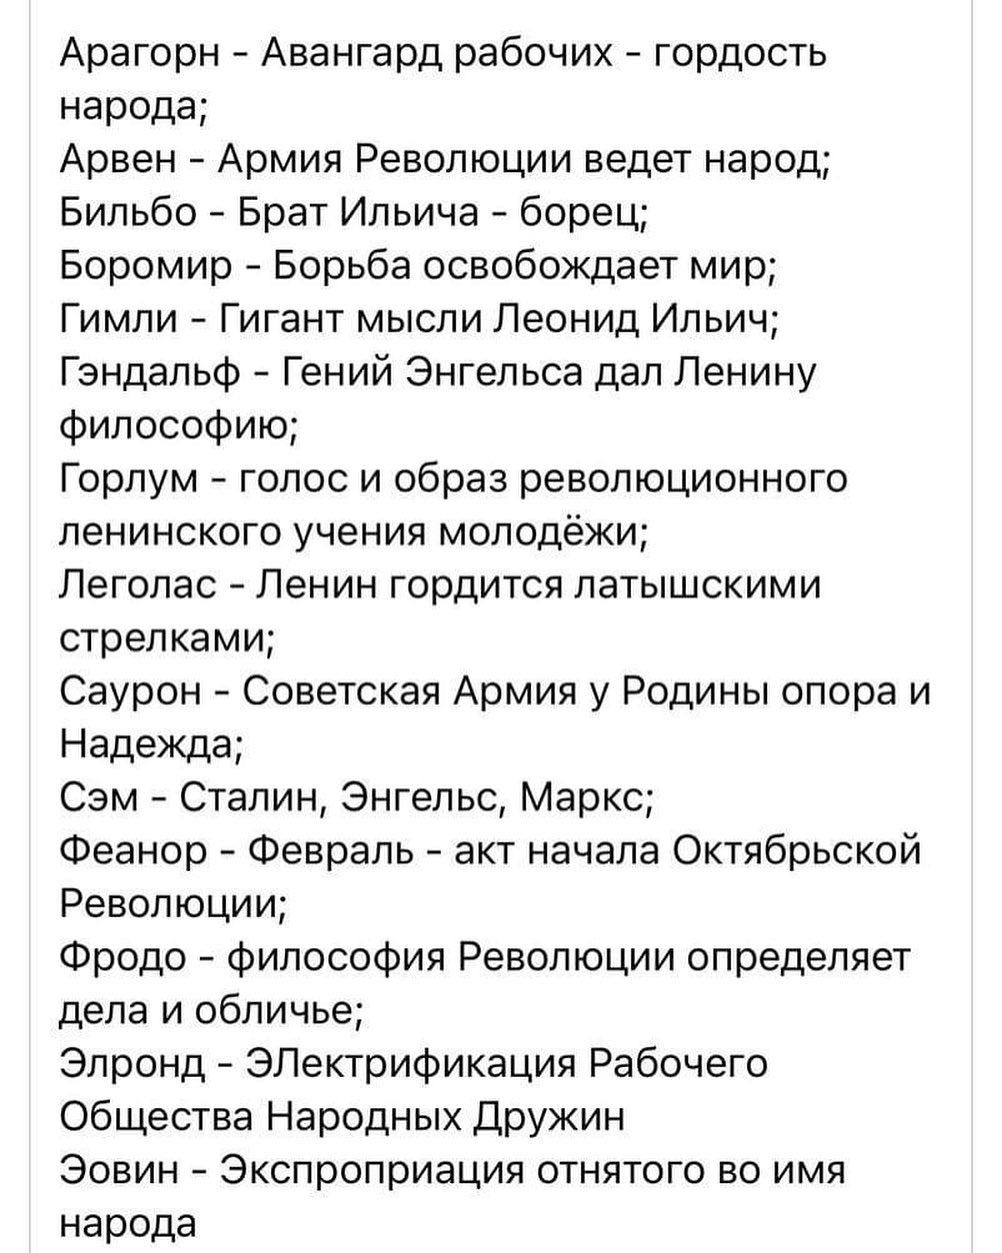 Арагорн - Авангард рабочих - гордость
народа;
Арвен - Армия Революции ведет народ;
Бильбо - Брат Ильича - борец;
Боромир - Борьба освобождает мир;
Гимли - Гигант мысли Леонид Ильич;
Гэндальф - Гений Энгельса дал Ленину
философию;
Горлум - голос и образ революционного
ленинского учения молодёжи;
Леголас - Ленин гордится латышскими
стрелками;
Саурон - Советская Армия у Родины опора и
Надежда;
Сэм - Сталин, Энгельс, Маркс;
Феанор - Февраль - акт начала Октябрьской
Революции;
Фродо - философия Революции определяет
дела и обличье;
Элронд - ЭЛектрификация Рабочего
Общества Народных Дружин
Эовин - Экспроприация отнятого во имя
народа